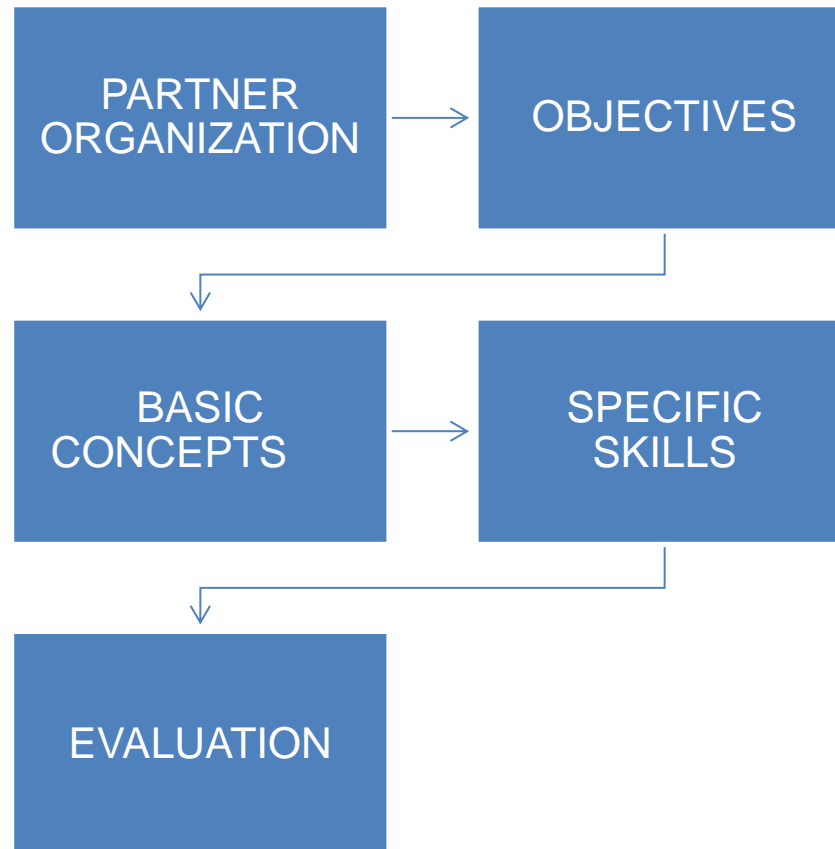 PARTNER
ORGANIZATION
OBJECTIVES
BASIC
CONCEPTS
SPECIFIC
SKILLS
EVALUATION